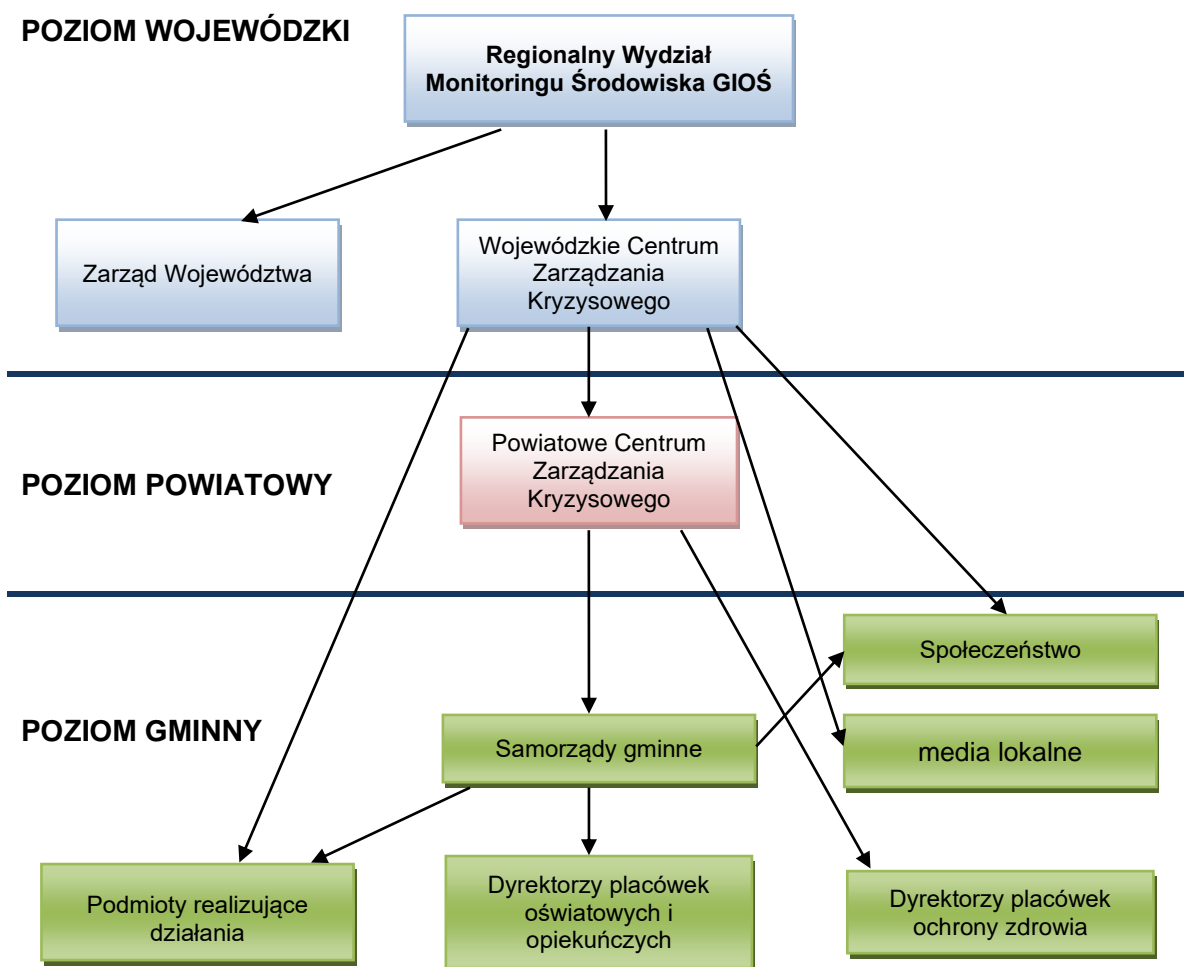 POZIOM WOJEWÓDZKI
Regionalny Wydział
Monitoringu Środowiska GIOŚ
Zarząd Województwa
Wojewódzkie Centrum
Zarządzania
Kryzysowego
POZIOM POWIATOWY
Powiatowe Centrum
Zarządzania
Kryzysowego
POZIOM GMINNY
Społeczeństwo
Samorządy gminne
media lokalne
Podmioty realizujące
działania
Dyrektorzy placówek
oświatowych i
opiekuńczych
Dyrektorzy placówek
ochrony zdrowia